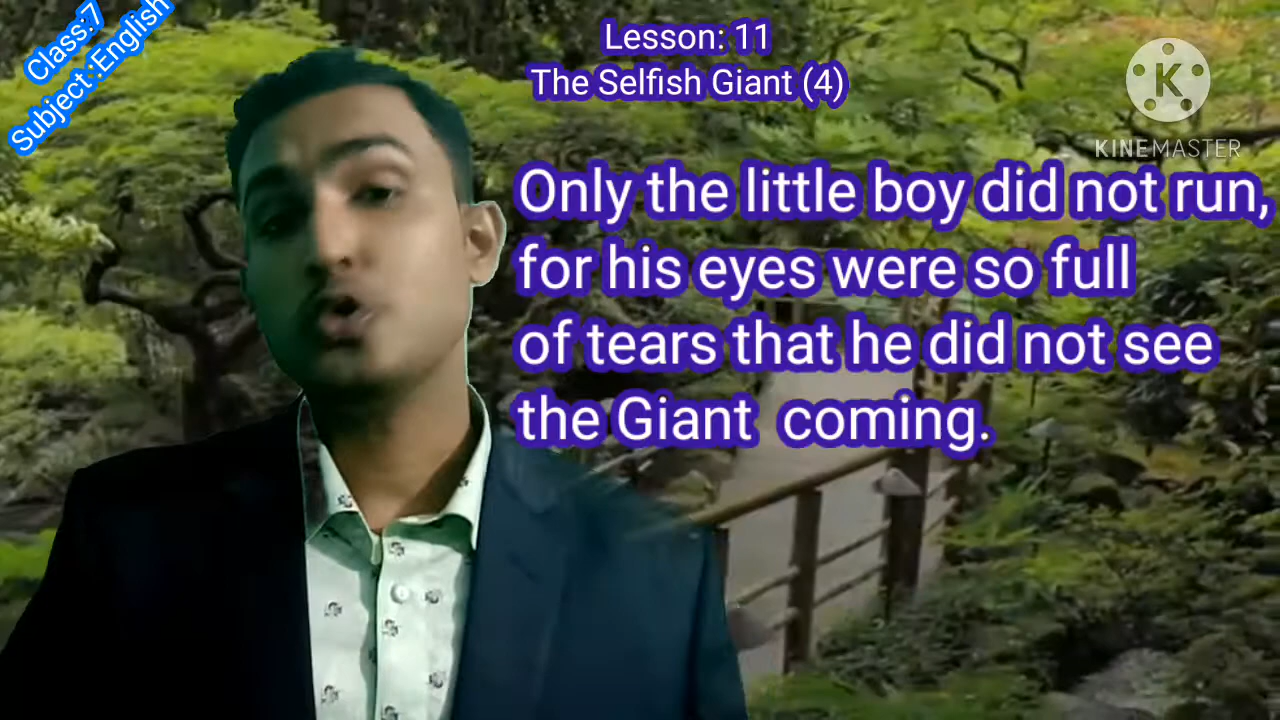 Class:7
Subject:English
Lesson: 11
The Selfish Giant (4)
K
KINEMASTER
Only the little boy did not run,
for his eyes were so full
of tears that he did not see
the Giant coming.